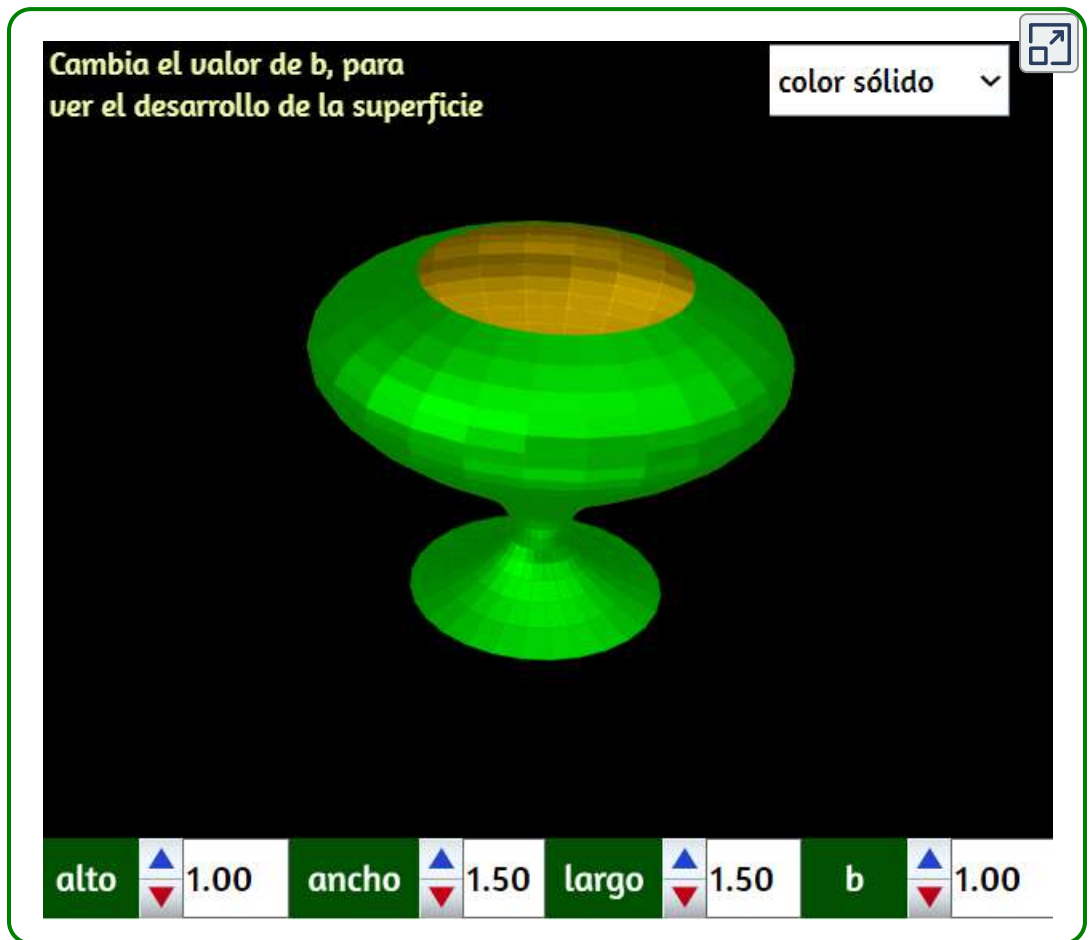 Cambia el valor de b, para
ver el desarrollo de la superficie
color sólido
alto 1.00 ancho 1.50 largo 1.50 b 1.00